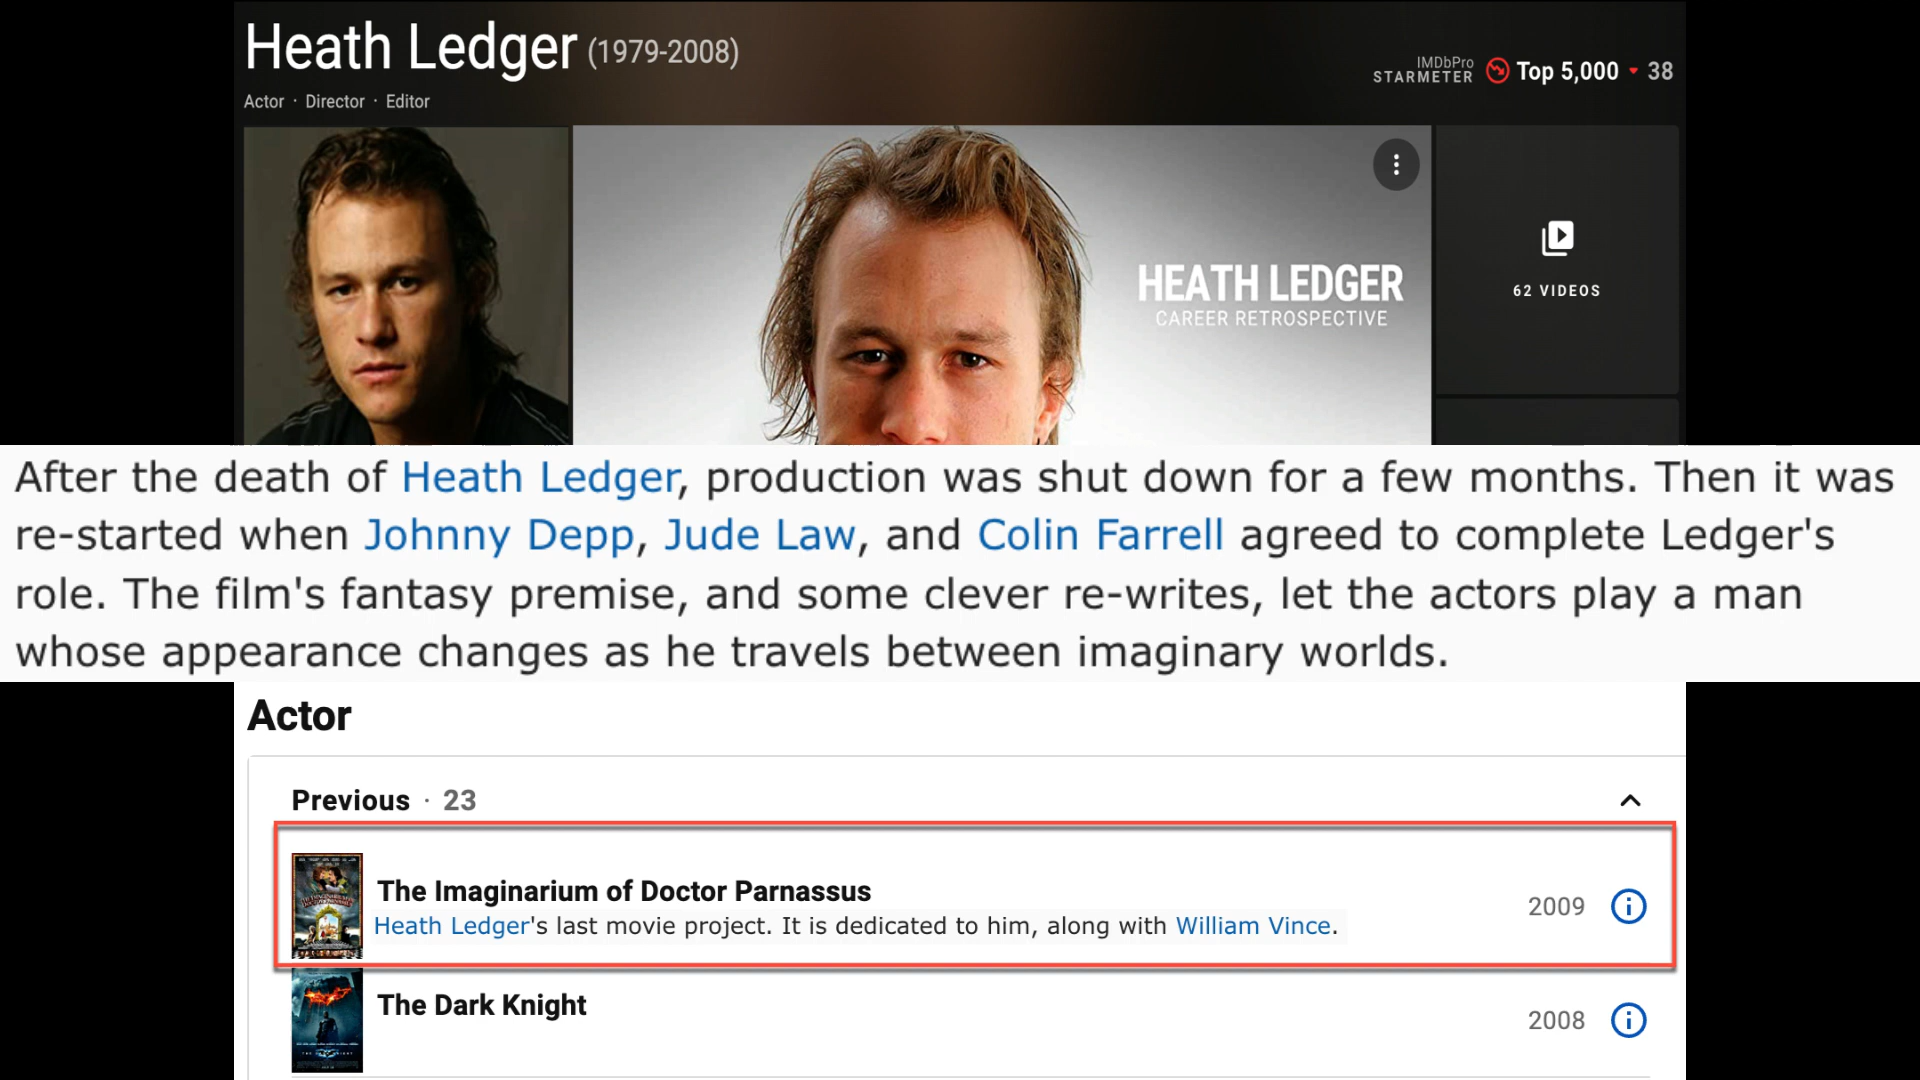 Heath Ledger (1979-2008)
Actor · Director · Editor
IMDbPro
STARMETER
Top 5,000 38
HEATH LEDGER
CAREER RETROSPECTIVE
62 VIDEOS
After the death of Heath Ledger, production was shut down for a few months. Then it was
re-started when Johnny Depp, Jude Law, and Colin Farrell agreed to complete Ledger's
role. The film's fantasy premise, and some clever re-writes, let the actors play a man
whose appearance changes as he travels between imaginary worlds.
Actor
Previous · 23
The Imaginarium of Doctor Parnassus
Heath Ledger's last movie project. It is dedicated to him, along with William Vince.
2009
The Dark Knight
2008